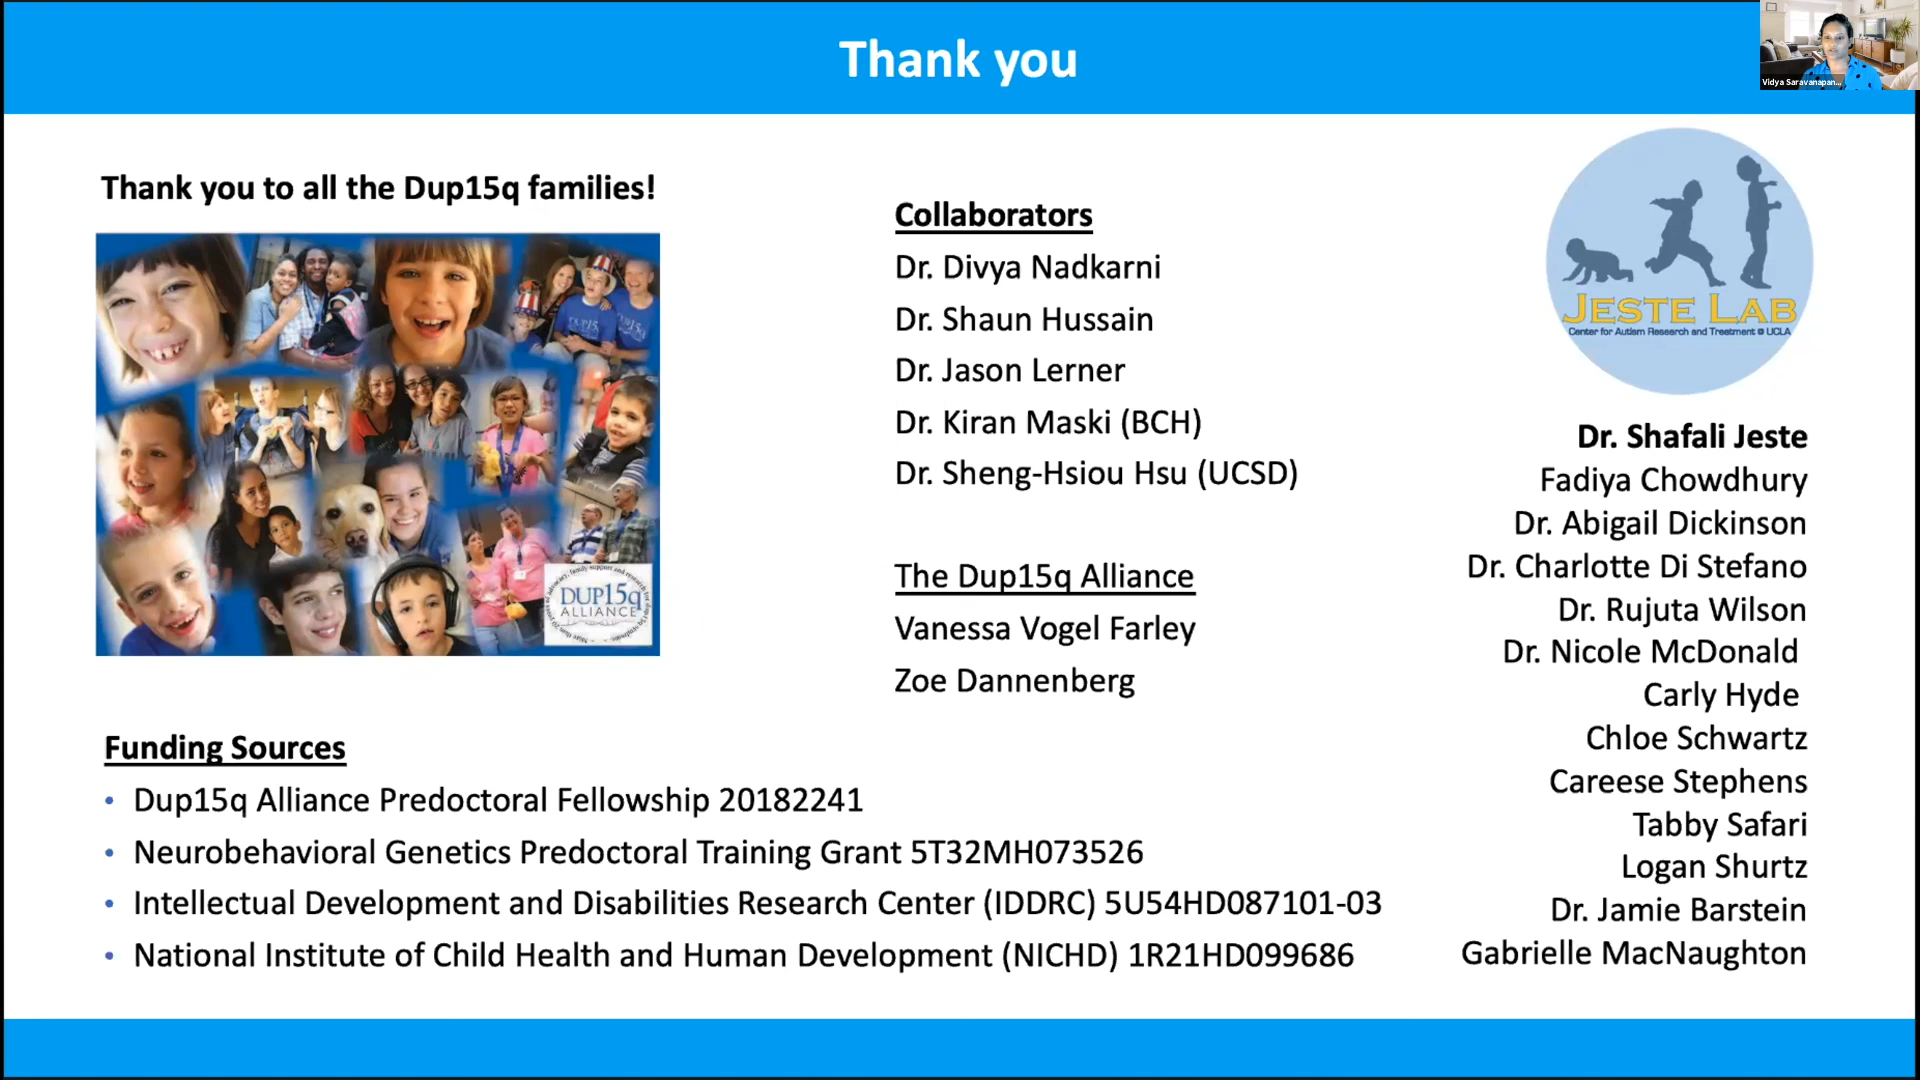 Thank you
Vidya Saravanapan...
Thank you to all the Dup15q families!
DUP15q
ALLIANCE
Funding Sources
• Dup15q Alliance Predoctoral Fellowship 20182241
• Neurobehavioral Genetics Predoctoral Training Grant 5T32MH073526
• Intellectual Development and Disabilities Research Center (IDDRC) 5U54HD087101-03
• National Institute of Child Health and Human Development (NICHD) 1R21HD099686
Collaborators
Dr. Divya Nadkarni
Dr. Shaun Hussain
Dr. Jason Lerner
Dr. Kiran Maski (BCH)
Dr. Sheng-Hsiou Hsu (UCSD)
The Dup15q Alliance
Vanessa Vogel Farley
Zoe Dannenberg
JESTE LAB
Center for Autism Research and Treatment @ UCLA
Dr. Shafali Jeste
Fadiya Chowdhury
Dr. Abigail Dickinson
Dr. Charlotte Di Stefano
Dr. Rujuta Wilson
Dr. Nicole McDonald
Carly Hyde
Chloe Schwartz
Careese Stephens
Tabby Safari
Logan Shurtz
Dr. Jamie Barstein
Gabrielle MacNaughton